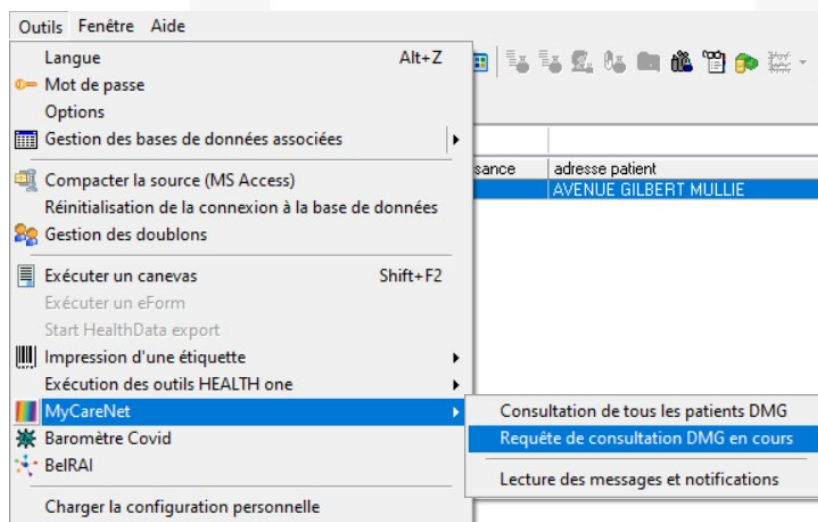 Outils Fenêtre Aide
Langue Alt+Z
Mot de passe
Options
Gestion des bases de données associées
sance adresse patient
AVENUE GILBERT MULLIE
Compacter la source (MS Access)
Réinitialisation de la connexion à la base de données
Gestion des doublons
Exécuter un canevas Shift+F2
Exécuter un eForm
Start HealthData export
Impression d'une étiquette
Exécution des outils HEALTH one
MyCareNet
Consultation de tous les patients DMG
Baromètre Covid
Requête de consultation DMG en cours
BelRAI
Lecture des messages et notifications
Charger la configuration personnelle